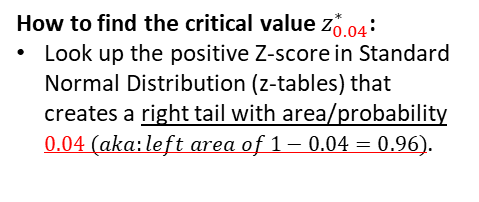 How to find the critical value z*0.04:
• Look up the positive Z-score in Standard
Normal Distribution (z-tables) that
creates a right tail with area/probability
0.04 (aka: left area of 1 – 0.04 = 0.96).